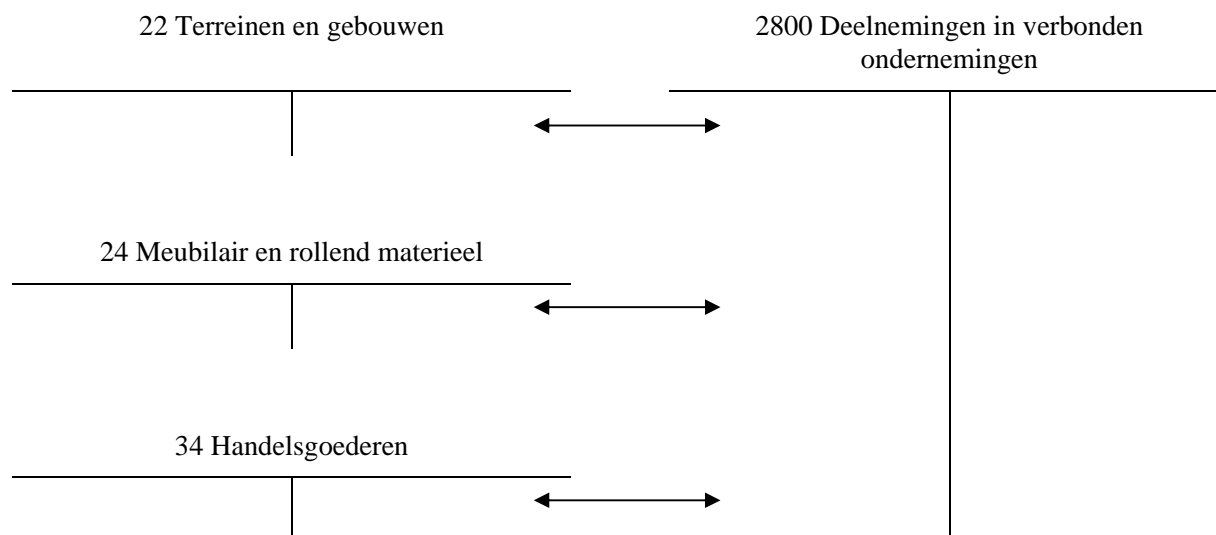 22 Terreinen en gebouwen
2800 Deelnemingen in verbonden
ondernemingen
24 Meubilair en rollend materieel
34 Handelsgoederen